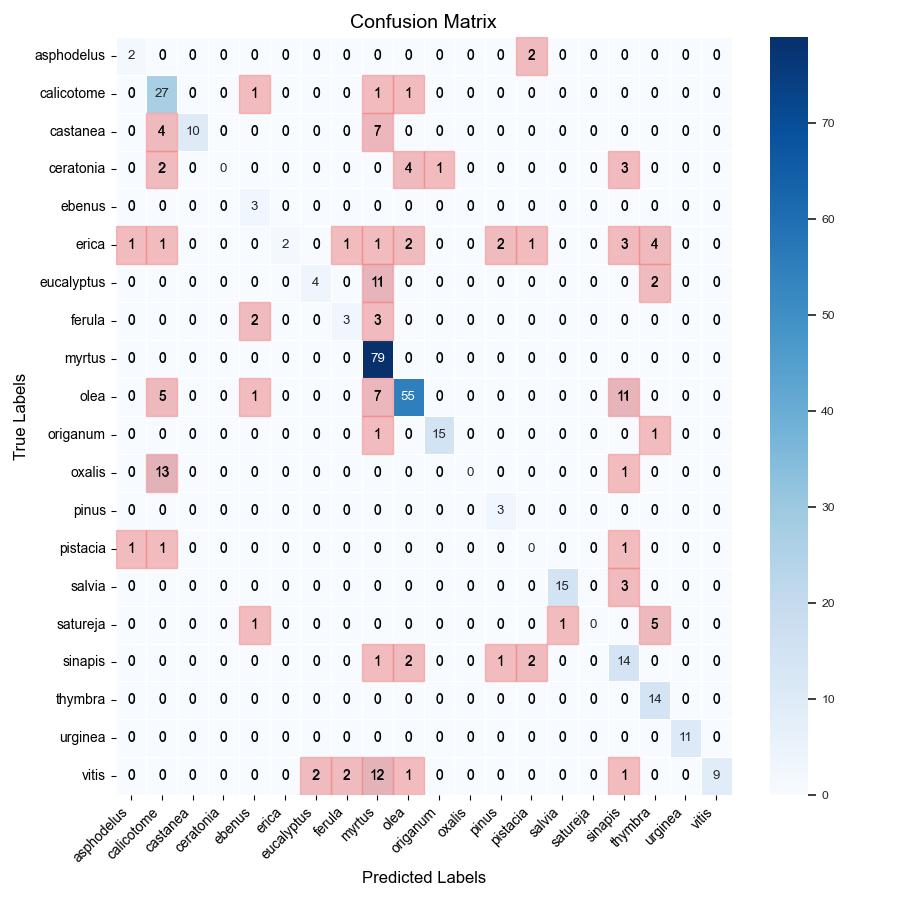 Confusion Matrix
asphodelus 2 0 0 0 0 0 0 0 0 0 0 0 0 2 0 0 0 0 0 0
calicotome 0 27 0 0 1 0 0 0 1 1 0 0 0 0 0 0 0 0 0 0
castanea 0 4 10 0 0 0 0 0 7 0 0 0 0 0 0 0 0 0 0 0
ceratonia 0 2 0 0 0 0 0 0 0 4 1 0 0 0 0 0 3 0 0 0
ebenus 0 0 0 0 3 0 0 0 0 0 0 0 0 0 0 0 0 0 0 0
erica 1 1 0 0 0 2 0 1 1 2 0 0 2 1 0 0 3 4 0 0
eucalyptus 0 0 0 0 0 0 4 0 11 0 0 0 0 0 0 0 0 2 0 0
ferula 0 0 0 0 2 0 0 3 3 0 0 0 0 0 0 0 0 0 0 0
myrtus 0 0 0 0 0 0 0 0 79 0 0 0 0 0 0 0 0 0 0 0
olea 0 5 0 0 1 0 0 0 7 55 0 0 0 0 0 0 11 0 0 0
origanum 0 0 0 0 0 0 0 0 1 0 15 0 0 0 0 0 0 1 0 0
oxalis 0 13 0 0 0 0 0 0 0 0 0 0 0 0 0 0 1 0 0 0
pinus 0 0 0 0 0 0 0 0 0 0 0 0 3 0 0 0 0 0 0 0
pistacia 1 1 0 0 0 0 0 0 0 0 0 0 0 0 0 0 1 0 0 0
salvia 0 0 0 0 0 0 0 0 0 0 0 0 0 0 15 0 3 0 0 0
satureja 0 0 0 0 1 0 0 0 0 0 0 0 0 0 1 0 0 5 0 0
sinapis 0 0 0 0 0 0 0 0 1 2 0 0 1 2 0 0 14 0 0 0
thymbra 0 0 0 0 0 0 0 0 0 0 0 0 0 0 0 0 0 14 0 0
urginea 0 0 0 0 0 0 0 0 0 0 0 0 0 0 0 0 0 0 11 0
vitis 0 0 0 0 0 0 2 2 12 1 0 0 0 0 0 0 1 0 0 9
asphodelus calicotome castanea ceratonia ebenus erica eucalyptus ferula myrtus olea origanum oxalis pinus pistacia salvia satureja sinapis thymbra urginea vitis
Predicted Labels
True Labels
70
60
50
40
30
20
10
0